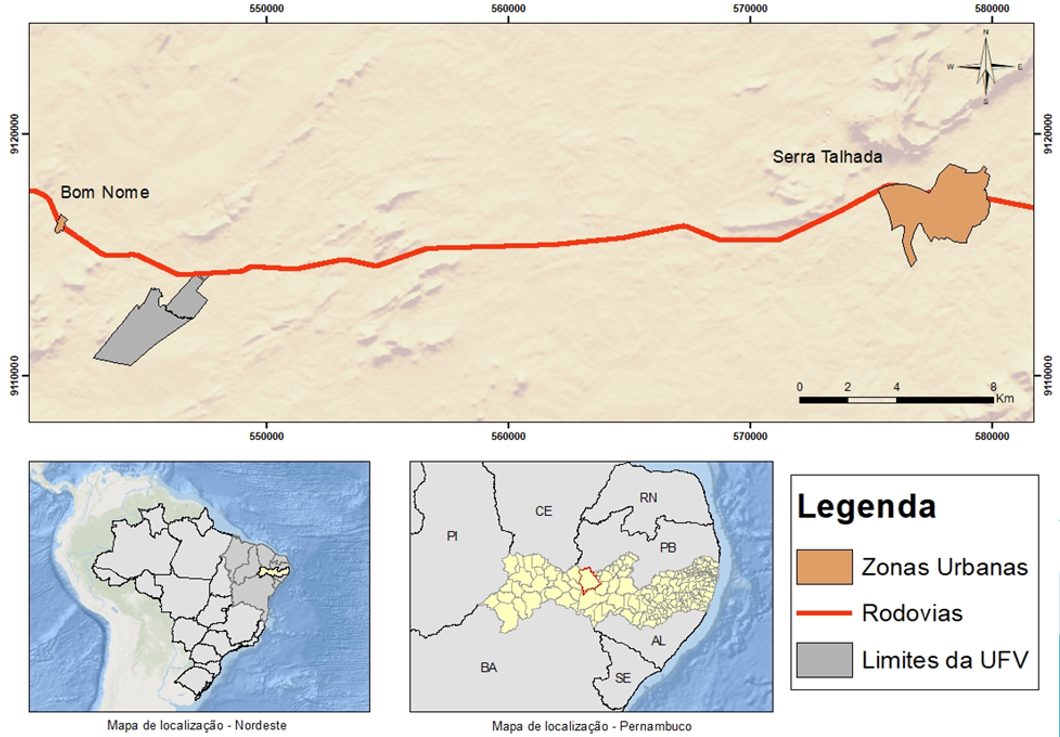 550000 560000 570000 580000
N
W E
S
9120000 9120000
Serra Talhada
Bom Nome
9110000 9110000
0 2 4 8
Km
550000 560000 570000 580000
RN
CE
PI
PB
AL
BA
SE
Legenda
Zonas Urbanas
Rodovias
Limites da UFV
Mapa de localização - Nordeste
Mapa de localização - Pernambuco